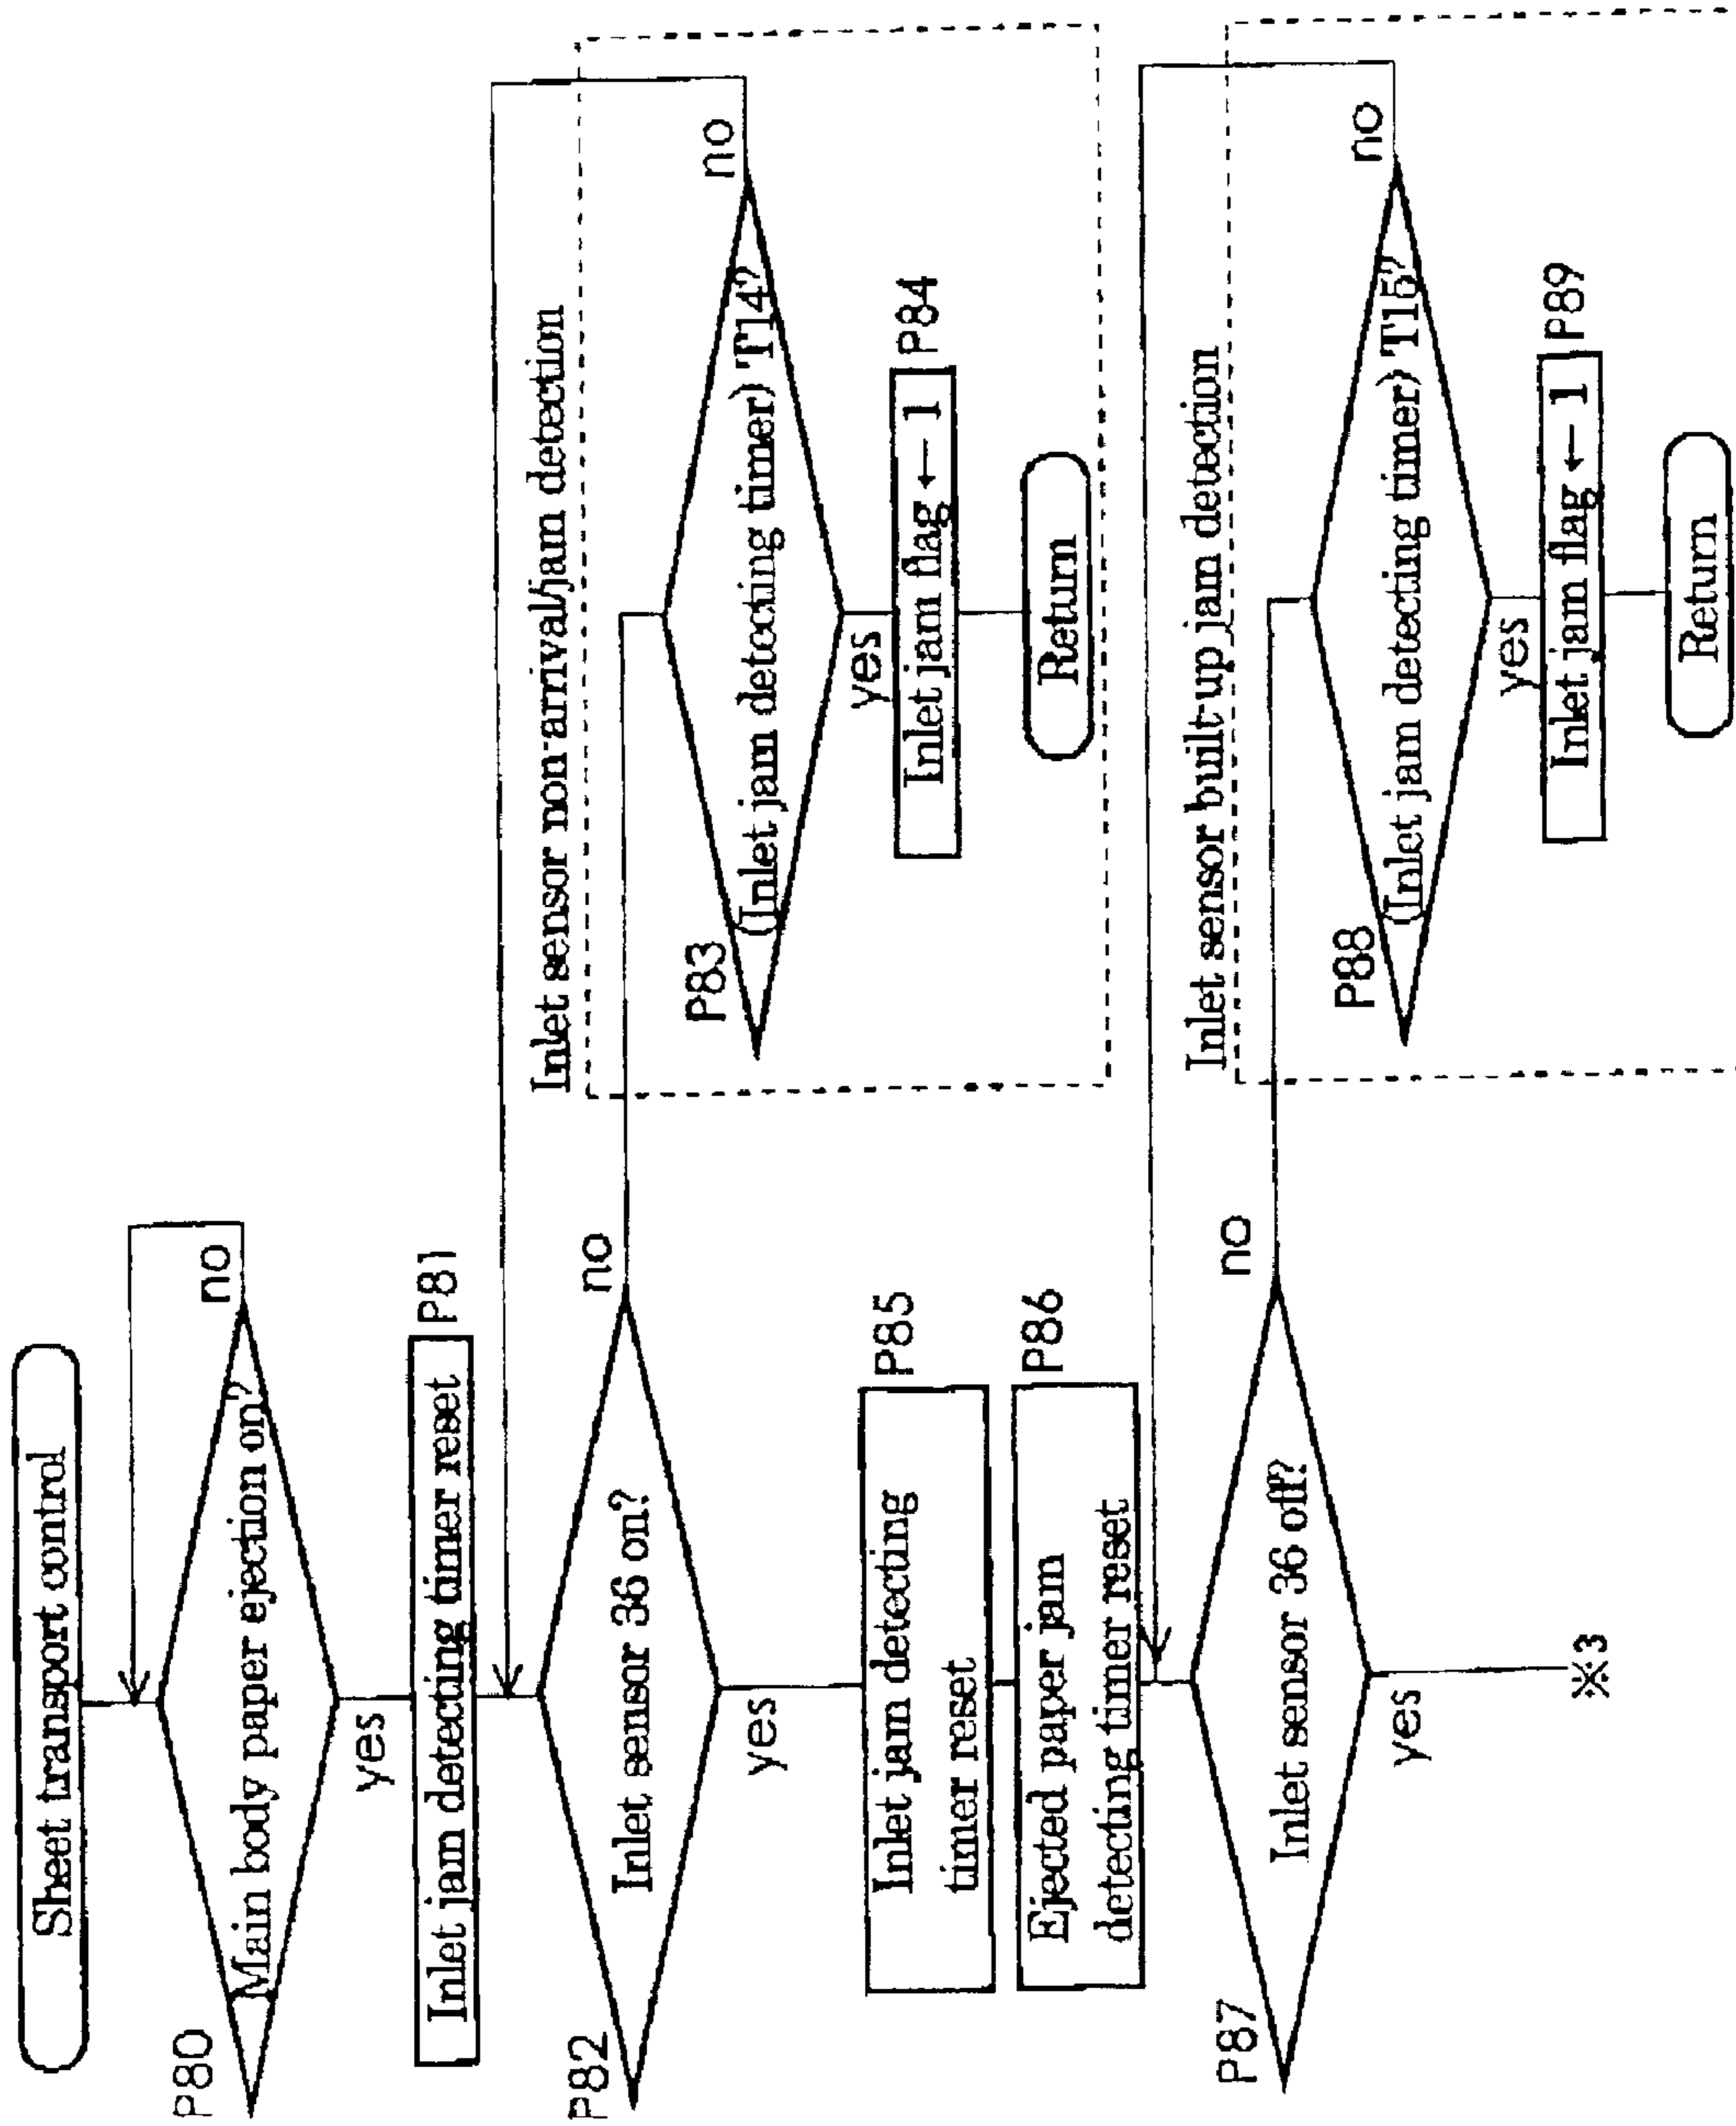 Sheet transport control
P80
Main body paper ejection on?
no
yes
Inlet jam detecting timer reset
P81
P82
Inlet sensor 36 on?
no
yes
Inlet sensor non-arrival/jam detection
P83
(Inlet jam detecting timer) T14?
no
yes
Inlet jam flag ← 1
P84
Return
Inlet jam detecting
timer reset
P85
Ejected paper jam
detecting timer reset
P86
P87
Inlet sensor 36 off?
no
yes
※3
Inlet sensor built-up jam detection
P88
(Inlet jam detecting timer) T15?
no
yes
Inlet jam flag ← 1
P89
Return